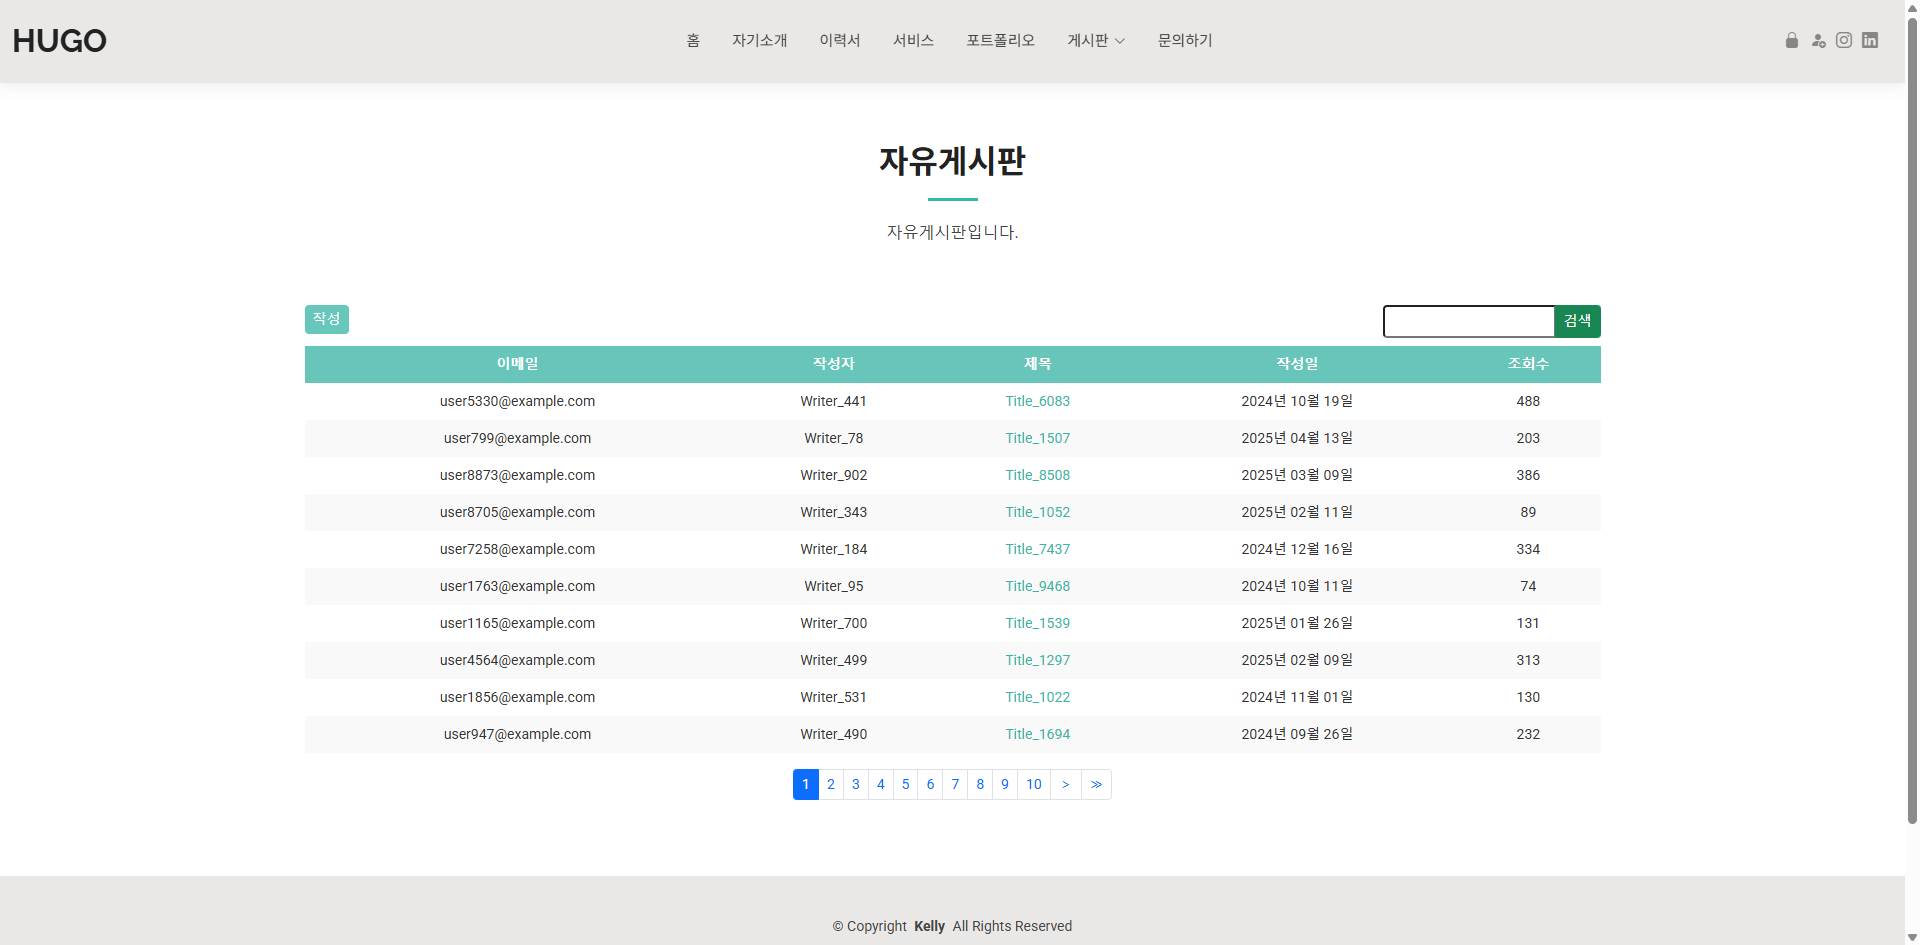 HUGO 홈 자기소개 이력서 서비스 포트폴리오 게시판 문의하기
자유게시판
자유게시판입니다.
작성 검색
이메일 작성자 제목 작성일 조회수
user5330@example.com Writer_441 Title_6083 2024년 10월 19일 488
user799@example.com Writer_78 Title_1507 2025년 04월 13일 203
user8873@example.com Writer_902 Title_8508 2025년 03월 09일 386
user8705@example.com Writer_343 Title_1052 2025년 02월 11일 89
user7258@example.com Writer_184 Title_7437 2024년 12월 16일 334
user1763@example.com Writer_95 Title_9468 2024년 10월 11일 74
user1165@example.com Writer_700 Title_1539 2025년 01월 26일 131
user4564@example.com Writer_499 Title_1297 2025년 02월 09일 313
user1856@example.com Writer_531 Title_1022 2024년 11월 01일 130
user947@example.com Writer_490 Title_1694 2024년 09월 26일 232
1 2 3 4 5 6 7 8 9 10 > ≫
© Copyright Kelly All Rights Reserved